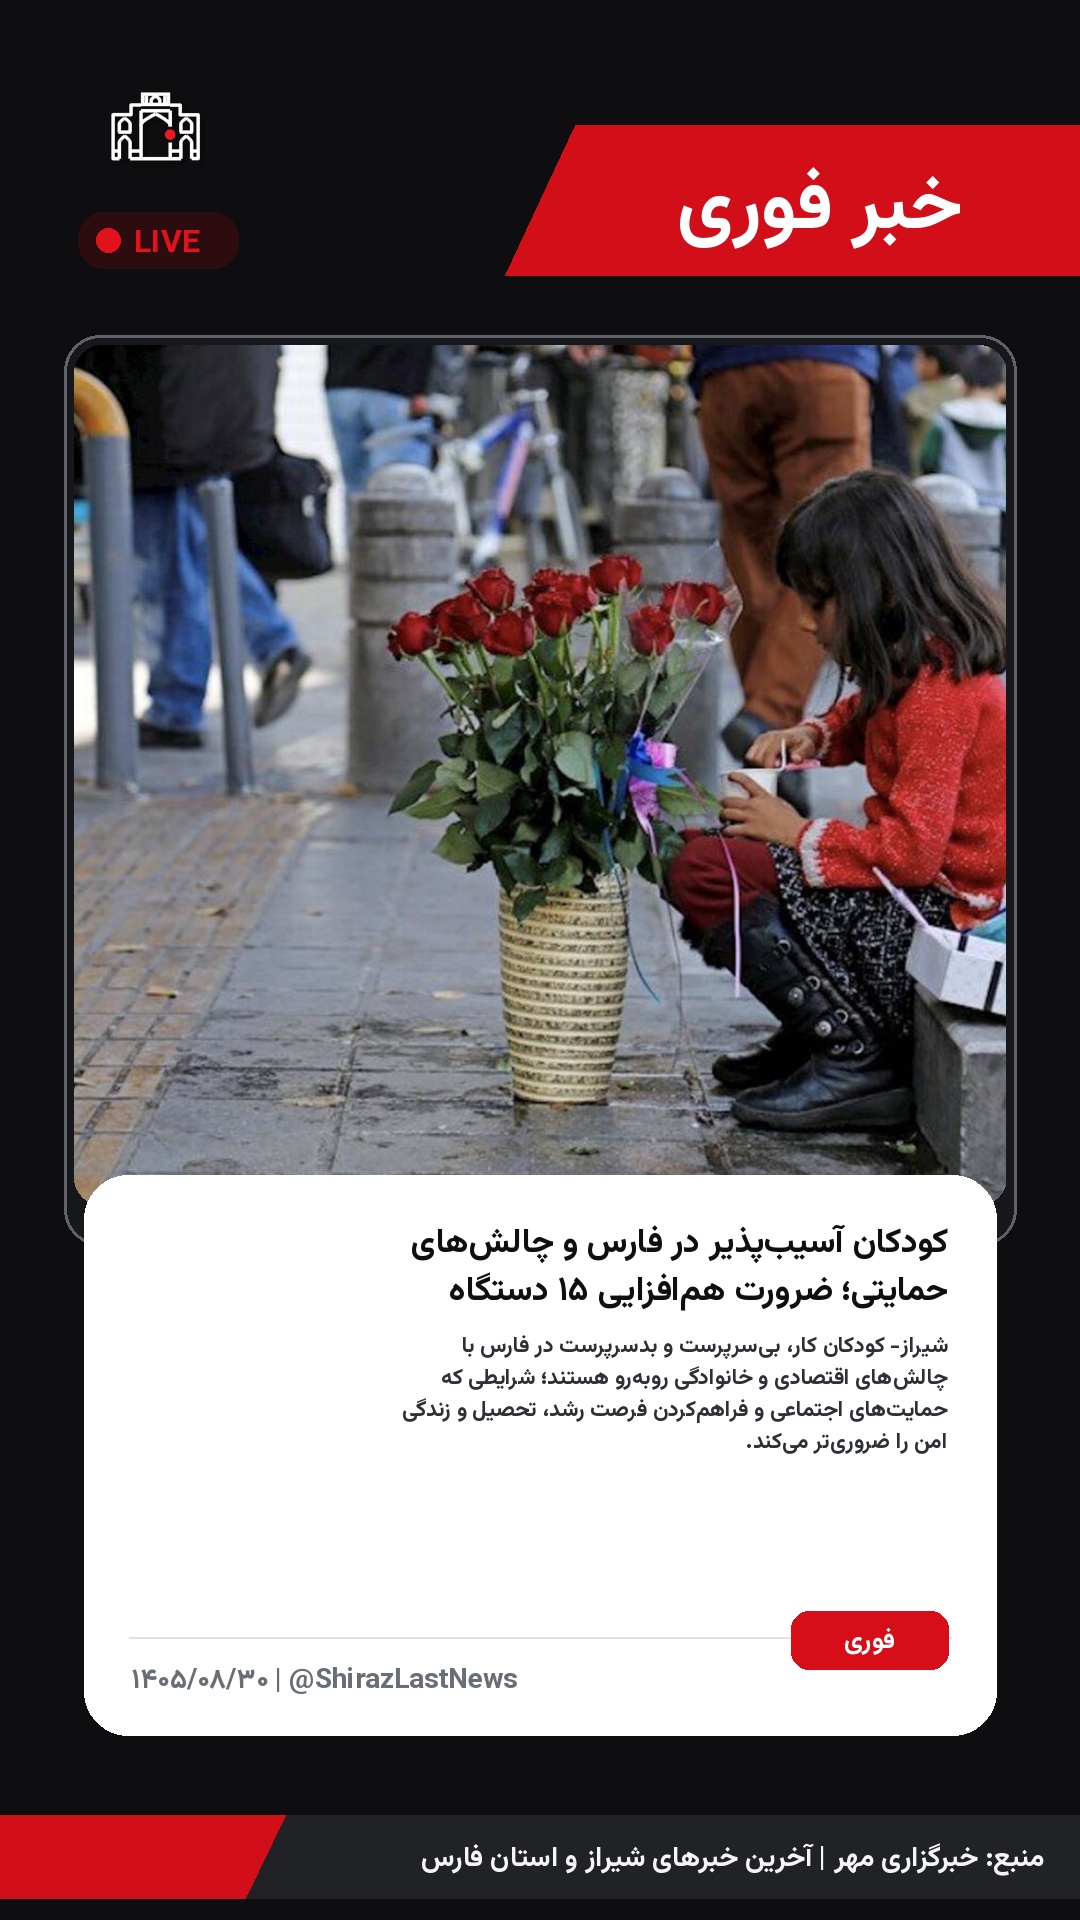 LIVE
خبر فوری
کودکان آسیب‌پذیر در فارس و چالش‌های
حمایتی؛ ضرورت هم‌افزایی ۱۵ دستگاه
شیراز- کودکان کار، بی‌سرپرست و بدسرپرست در فارس با
چالش‌های اقتصادی و خانوادگی روبه‌رو هستند؛ شرایطی که
حمایت‌های اجتماعی و فراهم‌کردن فرصت رشد، تحصیل و زندگی
امن را ضروری‌تر می‌کند.
فوری
۱۴۰۵/۰۸/۳۰ | @ShirazLastNews
منبع: خبرگزاری مهر | آخرین خبرهای شیراز و استان فارس